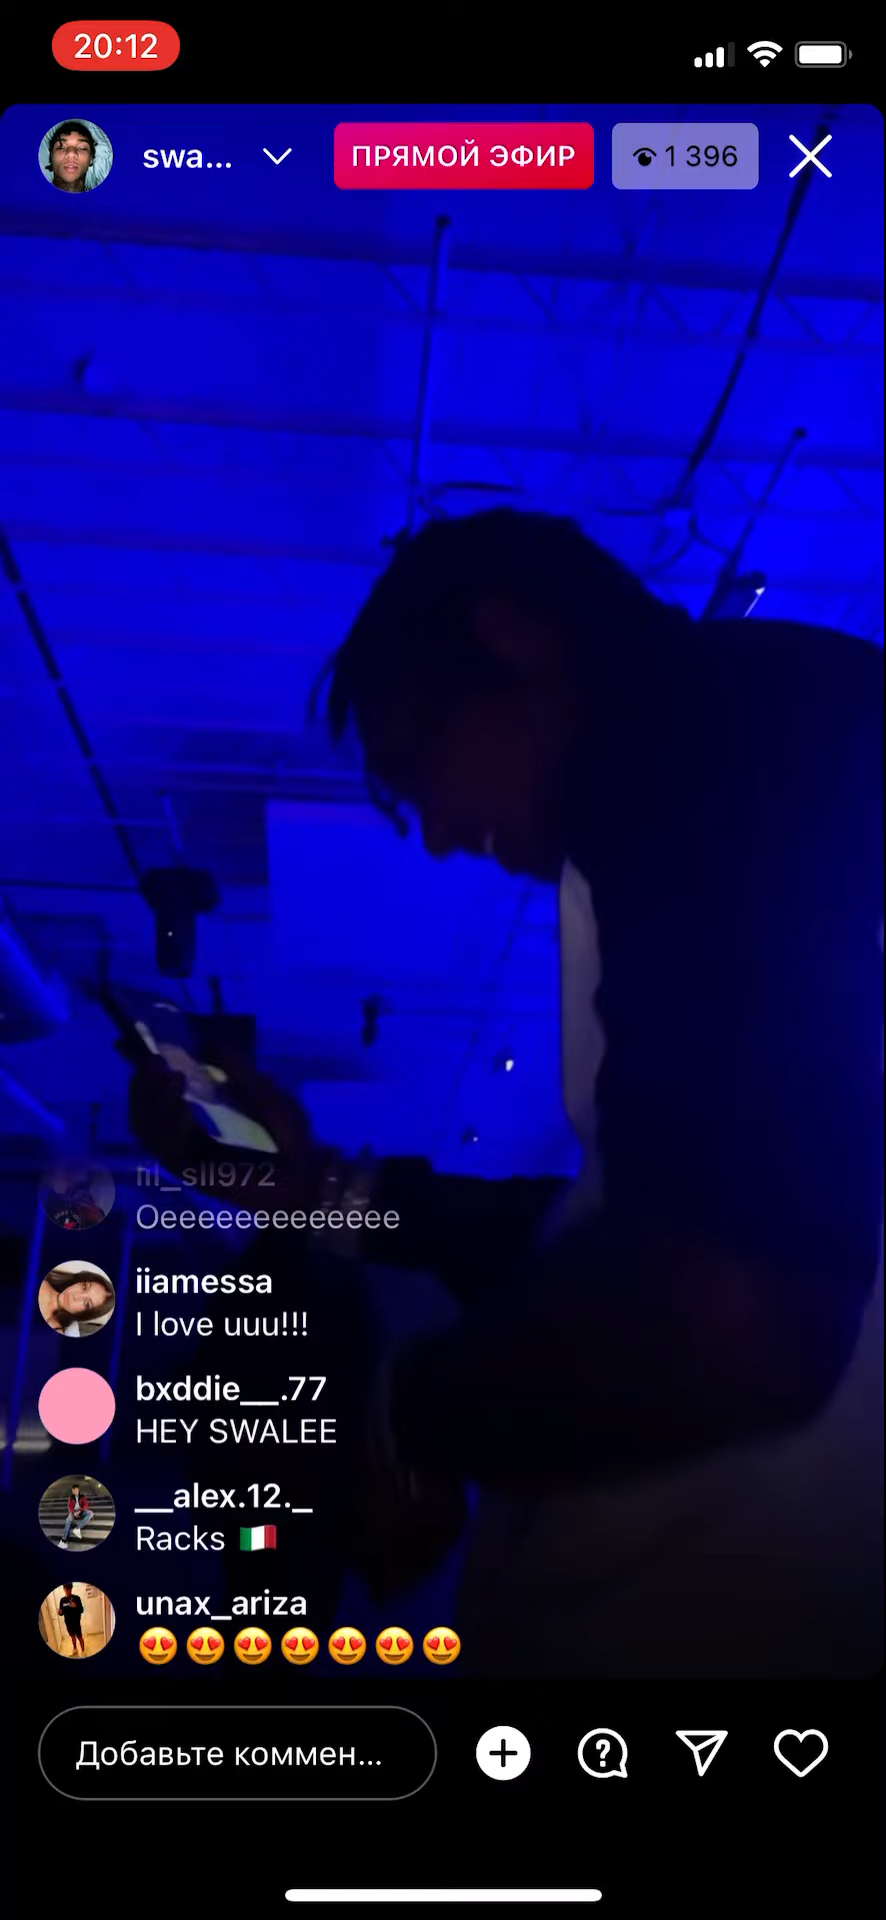 20:12
swa...
ПРЯМОЙ ЭФИР
1 396
lil_sll972
Oeeeeeeeeeeeee
iiamessa
I love uuu!!!
bxddie__.77
HEY SWALEE
__alex.12._
Racks 🇮🇹
unax_ariza
😍😍😍😍😍😍😍
Добавьте коммен...